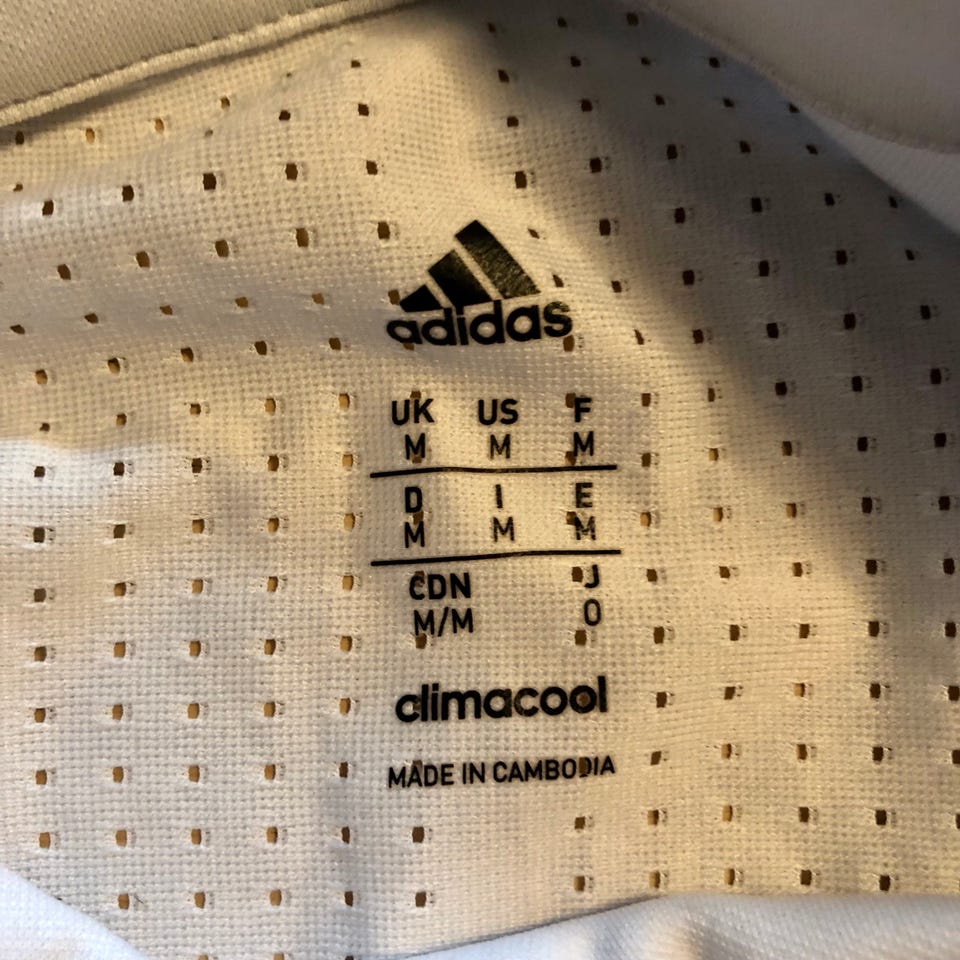 adidas
UK US F
M M M
D I E
M M M
CDN J
M/M O
climacool
MADE IN CAMBODIA